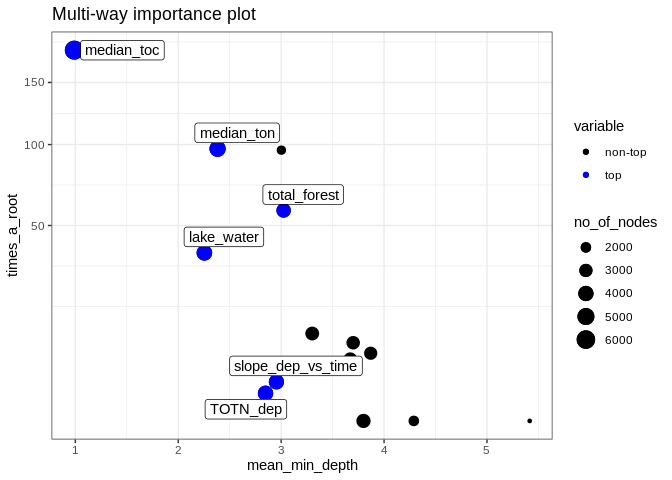 Multi-way importance plot
median_toc
150
median_ton
100
total_forest
50
lake_water
slope_dep_vs_time
TOTN_dep
times_a_root
1
2
3
4
5
mean_min_depth
variable
non-top
top
no_of_nodes
2000
3000
4000
5000
6000